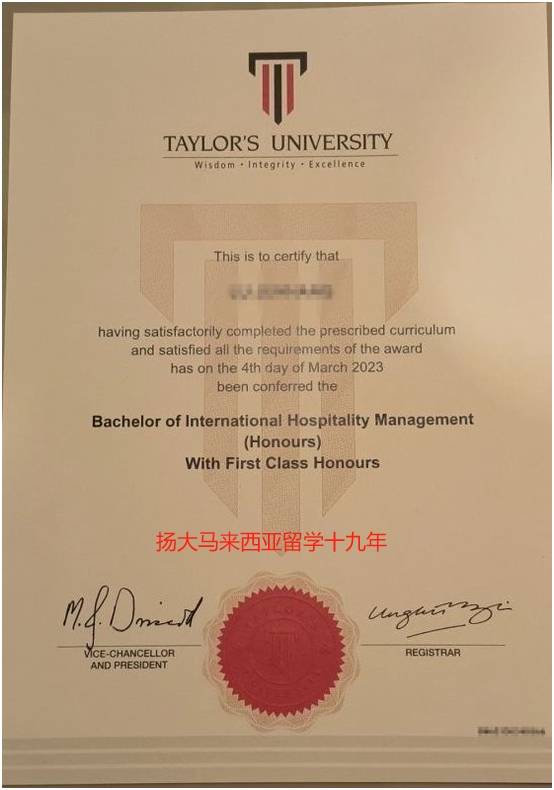 TAYLOR'S UNIVERSITY
Wisdom · Integrity · Excellence
This is to certify that
having satisfactorily completed the prescribed curriculum
and satisfied all the requirements of the award
has on the 4th day of March 2023
been conferred the
Bachelor of International Hospitality Management
(Honours)
With First Class Honours
扬大马来西亚留学十九年
VICE-CHANCELLOR
AND PRESIDENT
REGISTRAR